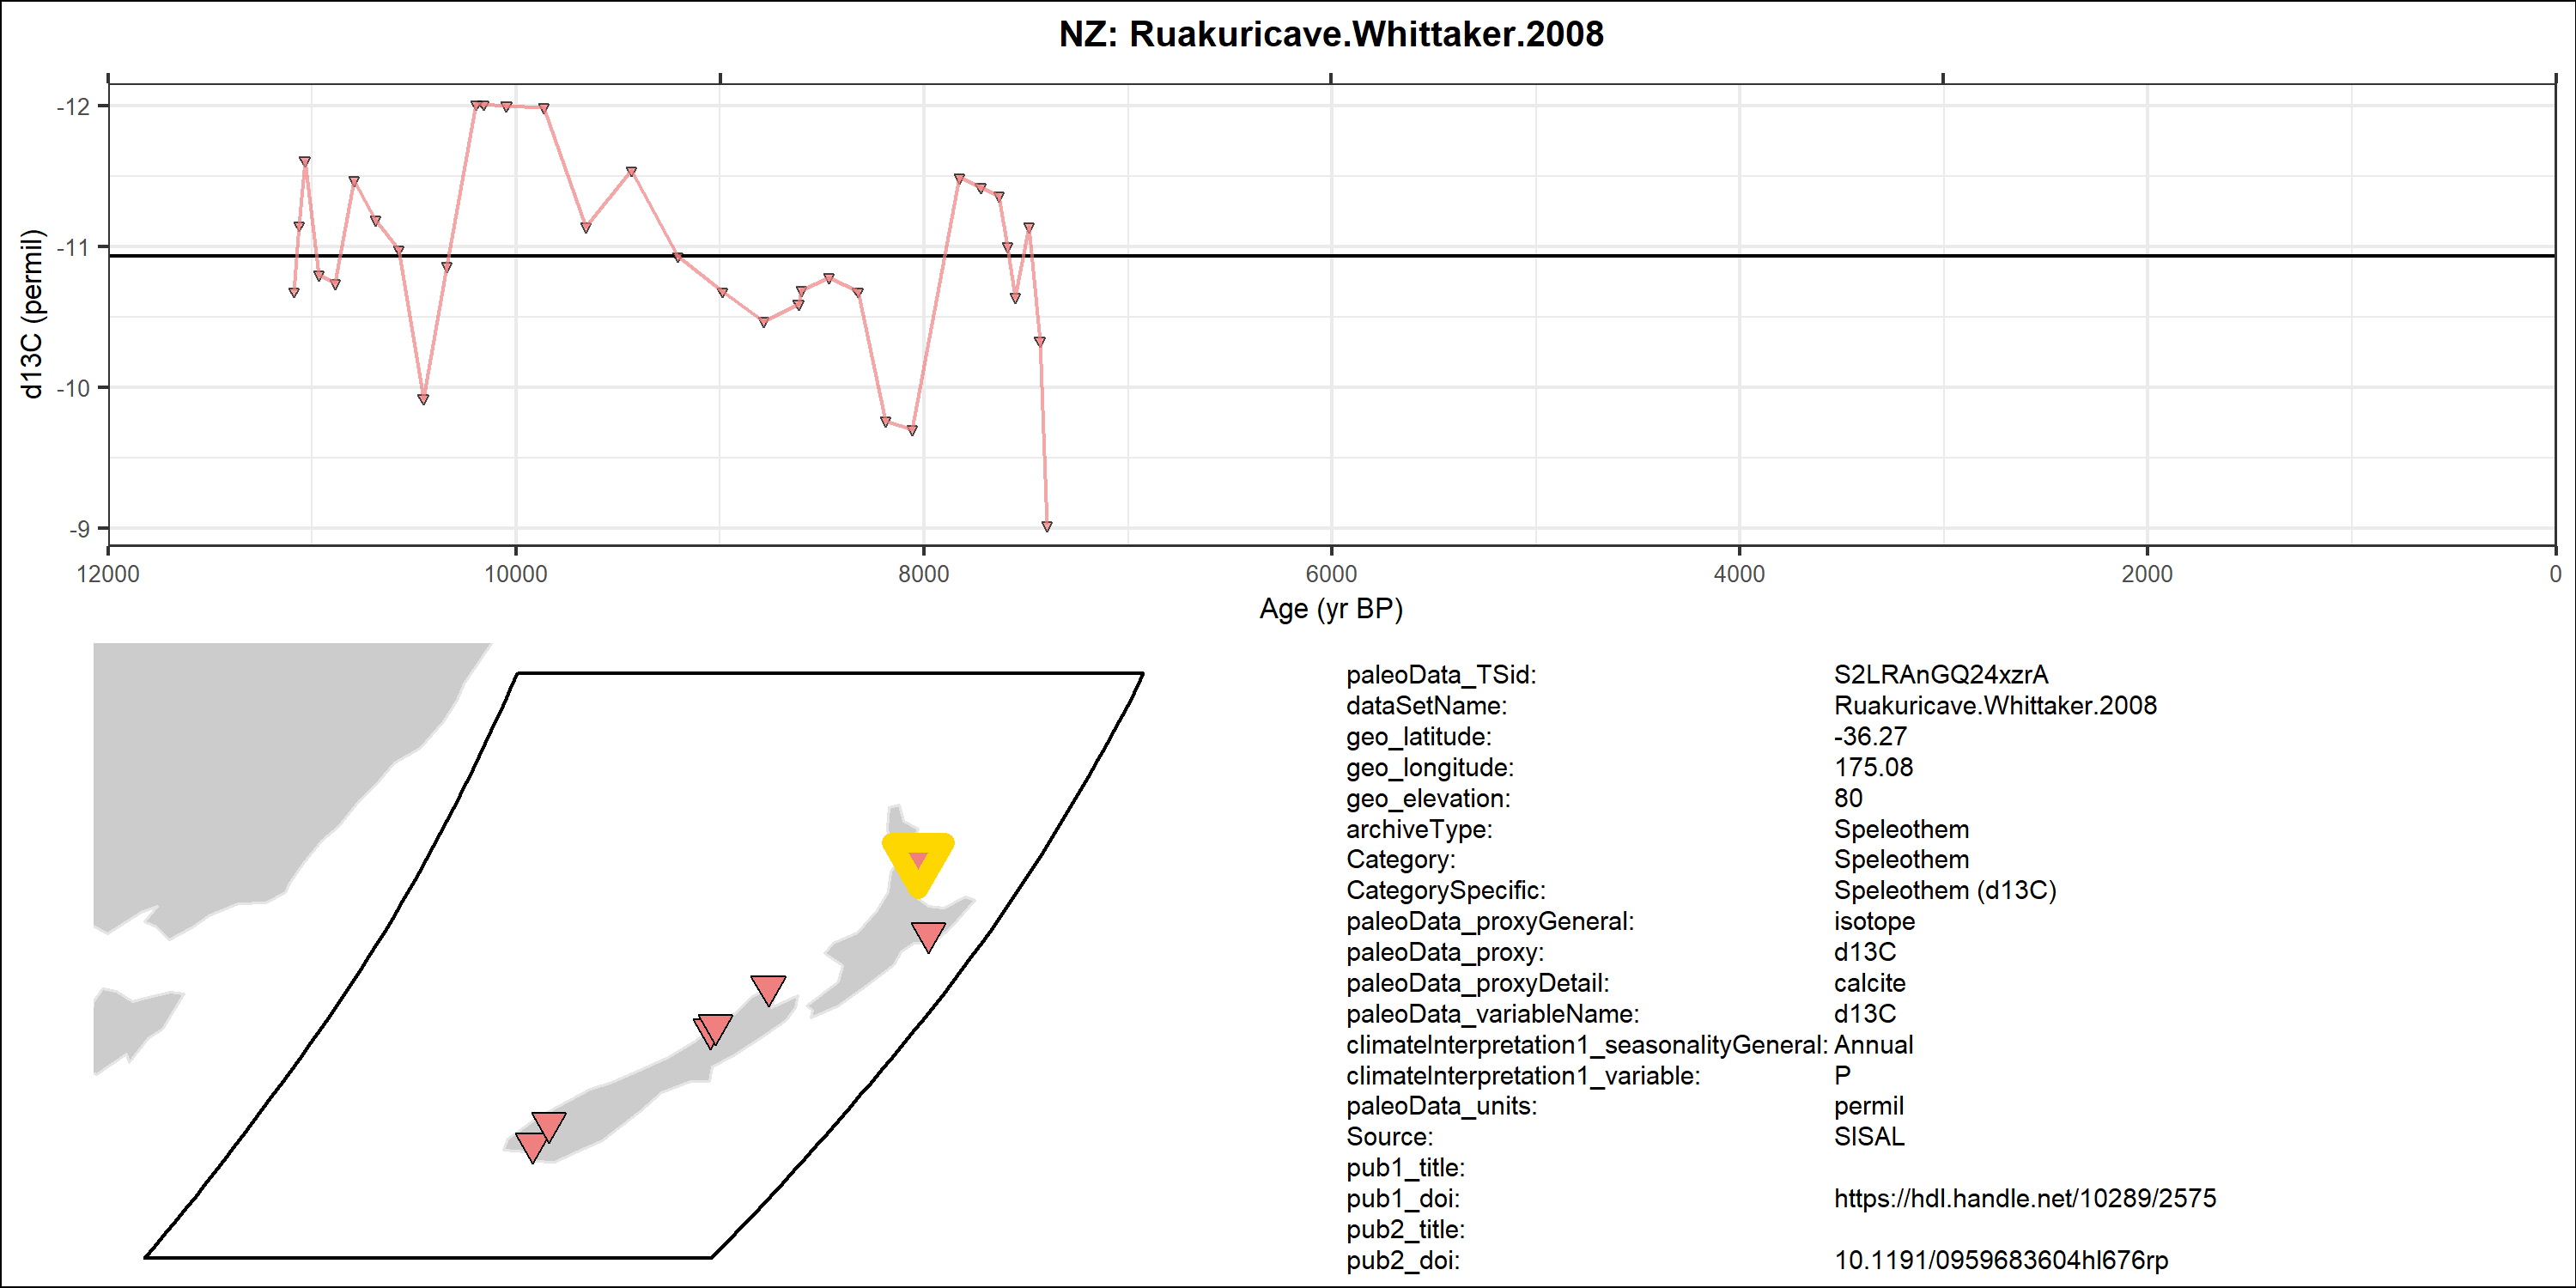 NZ: Ruakuricave.Whittaker.2008
-12
-11
-10
-9
d13C (permil)
12000 10000 8000 6000 4000 2000 0
Age (yr BP)
paleoData_TSid: S2LRAnGQ24xzrA
dataSetName: Ruakuricave.Whittaker.2008
geo_latitude: -36.27
geo_longitude: 175.08
geo_elevation: 80
archiveType: Speleothem
Category: Speleothem
CategorySpecific: Speleothem (d13C)
paleoData_proxyGeneral: isotope
paleoData_proxy: d13C
paleoData_proxyDetail: calcite
paleoData_variableName: d13C
climateInterpretation1_seasonalityGeneral: Annual
climateInterpretation1_variable: P
paleoData_units: permil
Source: SISAL
pub1_title:
pub1_doi: https://hdl.handle.net/10289/2575
pub2_title:
pub2_doi: 10.1191/0959683604hl676rp